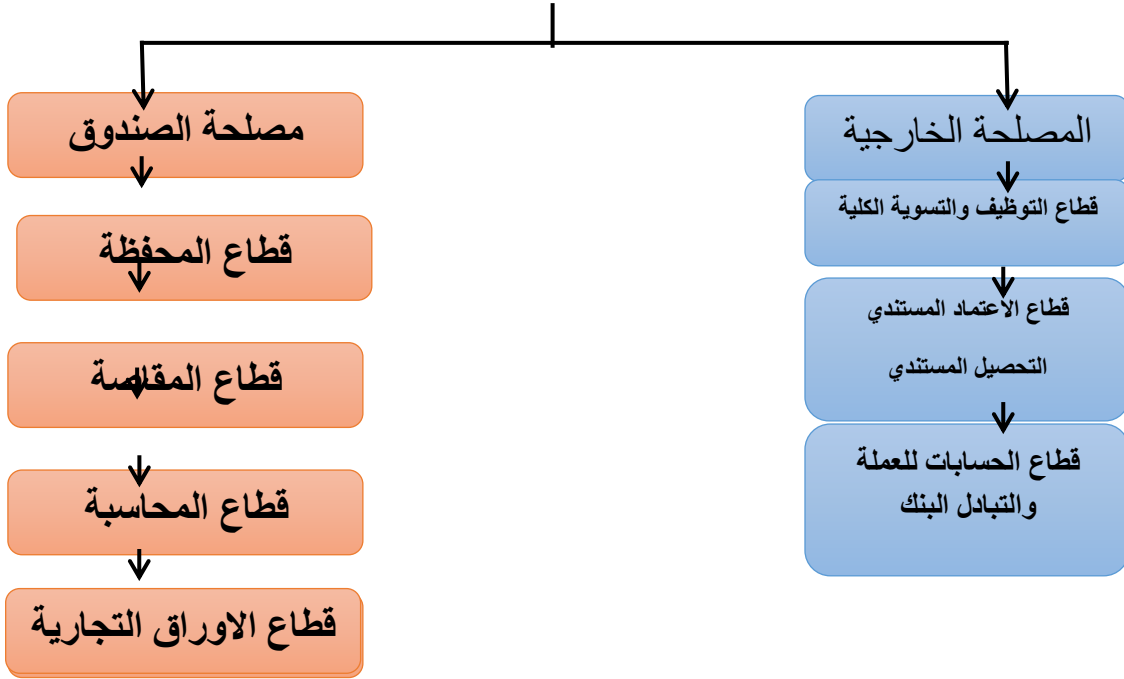 المصلحة الخارجية
قطاع التوظيف والتسوية الكلية
قطاع الاعتماد المستندي
التحصيل المستندي
قطاع الحسابات للعملة
والتبادل البنك
مصلحة الصندوق
قطاع المحفظة
قطاع المقاصة
قطاع المحاسبة
قطاع الاوراق التجارية